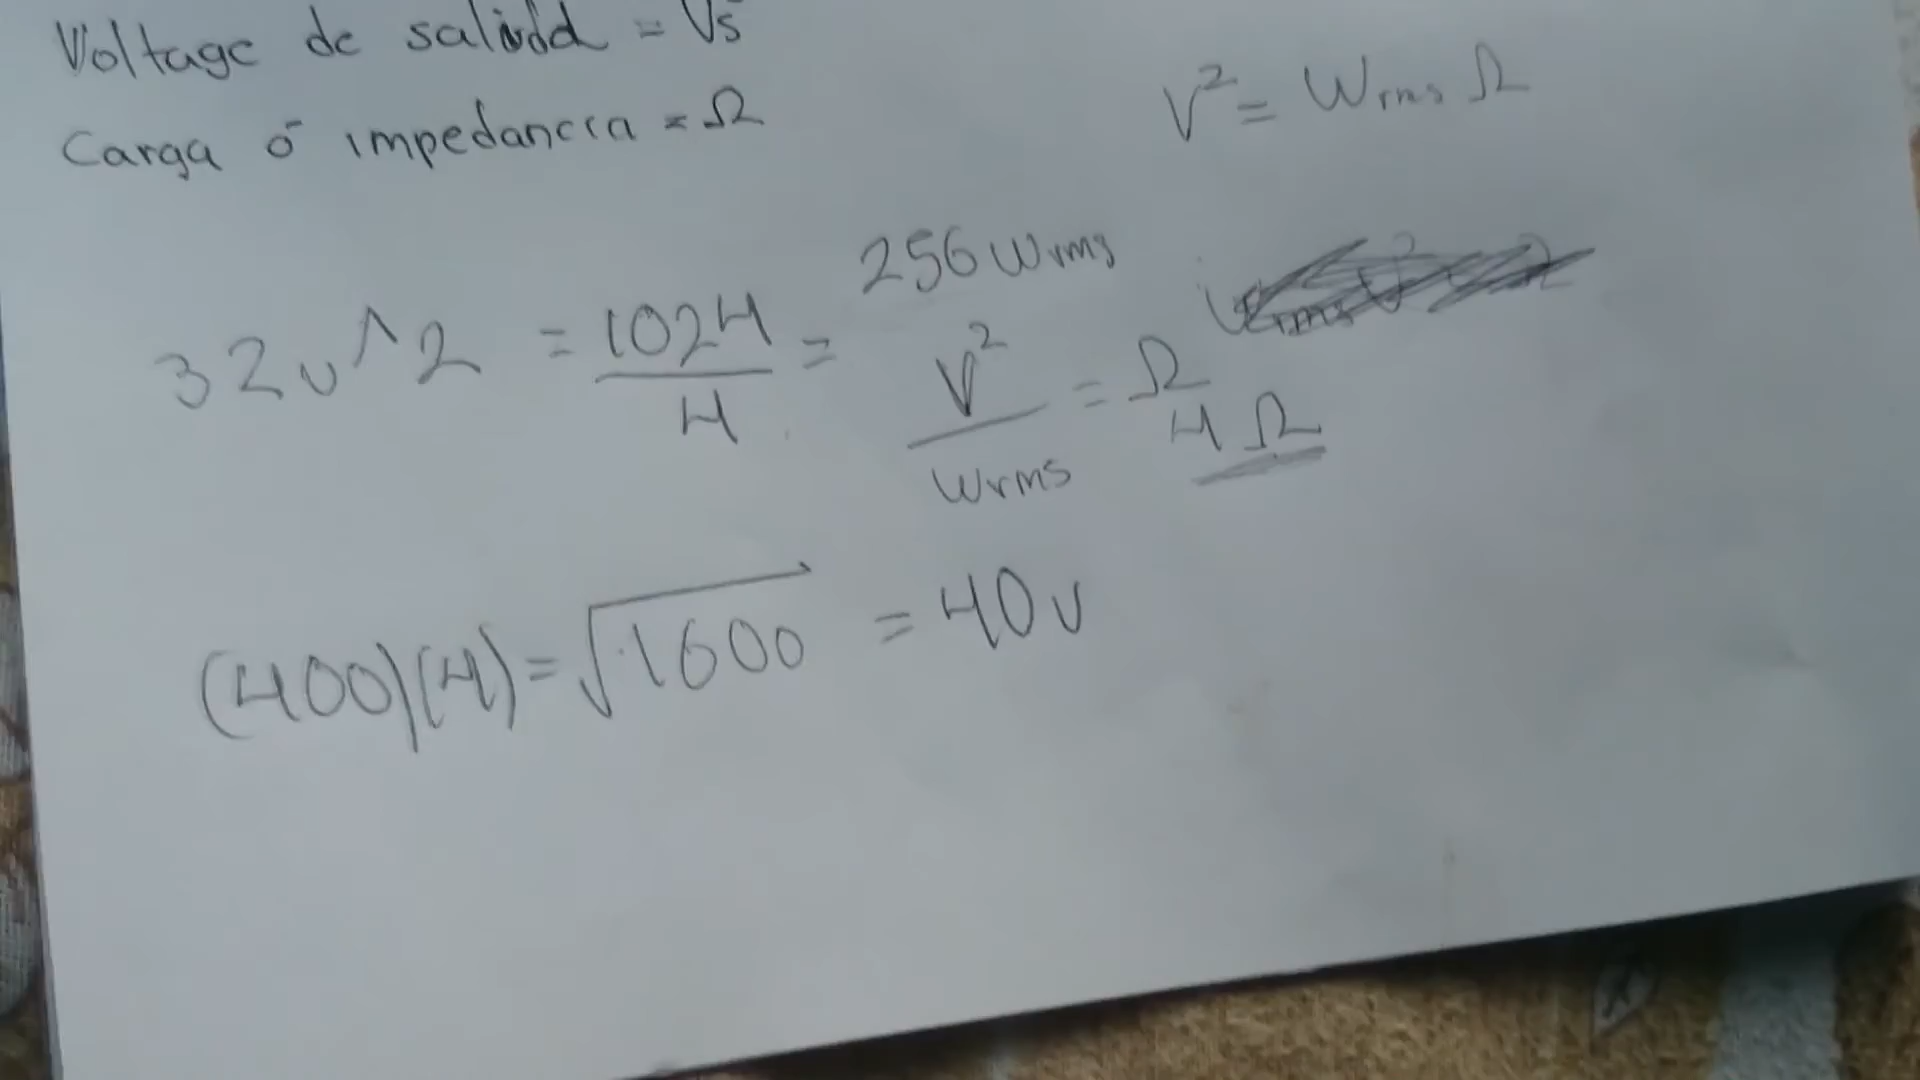 Voltage de salida = Vs
Carga ó impedancia = Ω
V² = Wrms Ω
32v^2 = 1024/4 = 256 Wrms
V²/Wrms = Ω
4Ω
(400)(4) = √1600 = 40v